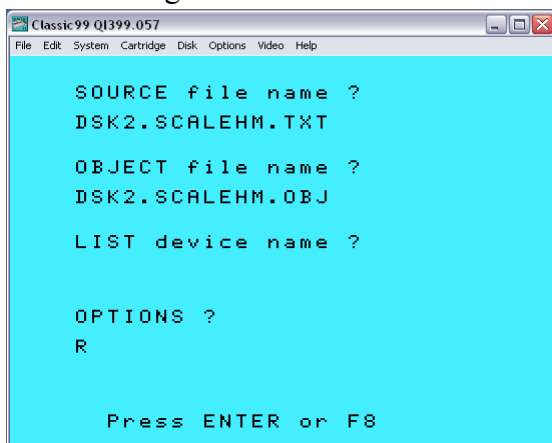 Classic99 QI399.057
File Edit System Cartridge Disk Options Video Help
SOURCE file name ?
DSK2.SCALEHM.TXT
OBJECT file name ?
DSK2.SCALEHM.OBJ
LIST device name ?
OPTIONS ?
R
Press ENTER or F8